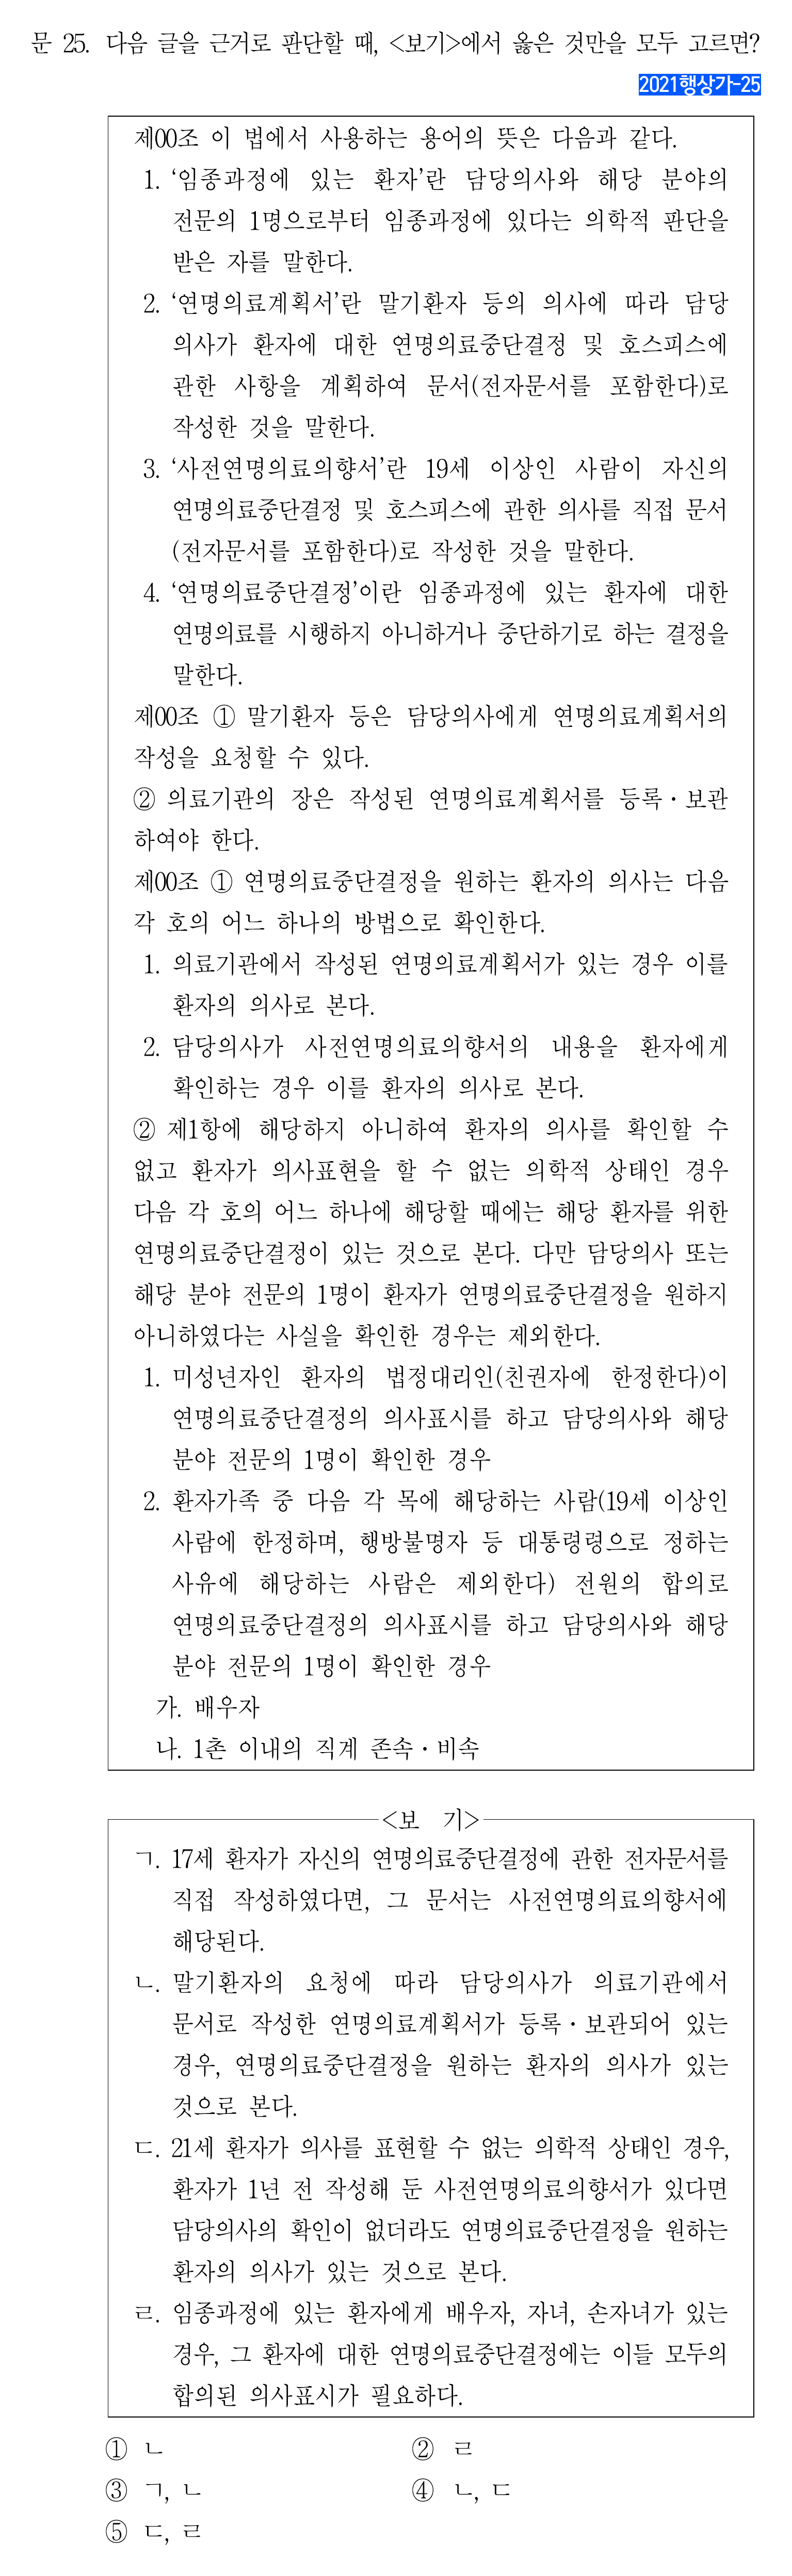 문 25. 다음 글을 근거로 판단할 때, <보기>에서 옳은 것만을 모두 고르면?
2021행상가-25
제00조 이 법에서 사용하는 용어의 뜻은 다음과 같다.
1. ‘임종과정에 있는 환자’란 담당의사와 해당 분야의
전문의 1명으로부터 임종과정에 있다는 의학적 판단을
받은 자를 말한다.
2. ‘연명의료계획서’란 말기환자 등의 의사에 따라 담당
의사가 환자에 대한 연명의료중단결정 및 호스피스에
관한 사항을 계획하여 문서(전자문서를 포함한다)로
작성한 것을 말한다.
3. ‘사전연명의료의향서’란 19세 이상인 사람이 자신의
연명의료중단결정 및 호스피스에 관한 의사를 직접 문서
(전자문서를 포함한다)로 작성한 것을 말한다.
4. ‘연명의료중단결정’이란 임종과정에 있는 환자에 대한
연명의료를 시행하지 아니하거나 중단하기로 하는 결정을
말한다.
제00조 ① 말기환자 등은 담당의사에게 연명의료계획서의
작성을 요청할 수 있다.
② 의료기관의 장은 작성된 연명의료계획서를 등록·보관
하여야 한다.
제00조 ① 연명의료중단결정을 원하는 환자의 의사는 다음
각 호의 어느 하나의 방법으로 확인한다.
1. 의료기관에서 작성된 연명의료계획서가 있는 경우 이를
환자의 의사로 본다.
2. 담당의사가 사전연명의료의향서의 내용을 환자에게
확인하는 경우 이를 환자의 의사로 본다.
② 제1항에 해당하지 아니하여 환자의 의사를 확인할 수
없고 환자가 의사표현을 할 수 없는 의학적 상태인 경우
다음 각 호의 어느 하나에 해당할 때에는 해당 환자를 위한
연명의료중단결정이 있는 것으로 본다. 다만 담당의사 또는
해당 분야 전문의 1명이 환자가 연명의료중단결정을 원하지
아니하였다는 사실을 확인한 경우는 제외한다.
1. 미성년자인 환자의 법정대리인(친권자에 한정한다)이
연명의료중단결정의 의사표시를 하고 담당의사와 해당
분야 전문의 1명이 확인한 경우
2. 환자가족 중 다음 각 목에 해당하는 사람(19세 이상인
사람에 한정하며, 행방불명자 등 대통령령으로 정하는
사유에 해당하는 사람은 제외한다) 전원의 합의로
연명의료중단결정의 의사표시를 하고 담당의사와 해당
분야 전문의 1명이 확인한 경우
가. 배우자
나. 1촌 이내의 직계 존속·비속
<보 기>
ㄱ. 17세 환자가 자신의 연명의료중단결정에 관한 전자문서를
직접 작성하였다면, 그 문서는 사전연명의료의향서에
해당된다.
ㄴ. 말기환자의 요청에 따라 담당의사가 의료기관에서
문서로 작성한 연명의료계획서가 등록·보관되어 있는
경우, 연명의료중단결정을 원하는 환자의 의사가 있는
것으로 본다.
ㄷ. 21세 환자가 의사를 표현할 수 없는 의학적 상태인 경우,
환자가 1년 전 작성해 둔 사전연명의료의향서가 있다면
담당의사의 확인이 없더라도 연명의료중단결정을 원하는
환자의 의사가 있는 것으로 본다.
ㄹ. 임종과정에 있는 환자에게 배우자, 자녀, 손자녀가 있는
경우, 그 환자에 대한 연명의료중단결정에는 이들 모두의
합의된 의사표시가 필요하다.
① ㄴ ② ㄹ
③ ㄱ, ㄴ ④ ㄴ, ㄷ
⑤ ㄷ, ㄹ